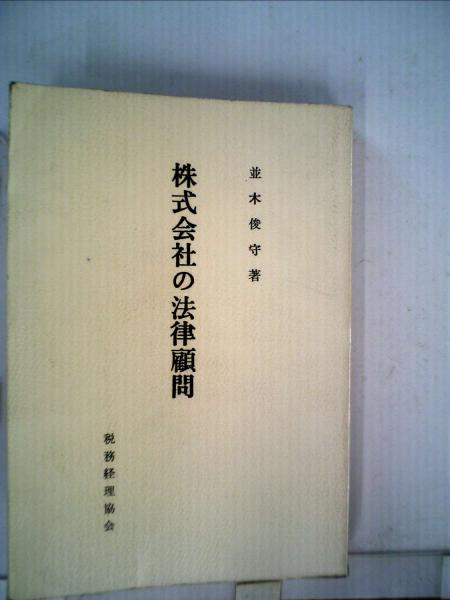 並木俊守著
株式会社の法律顧問
税務経理協会